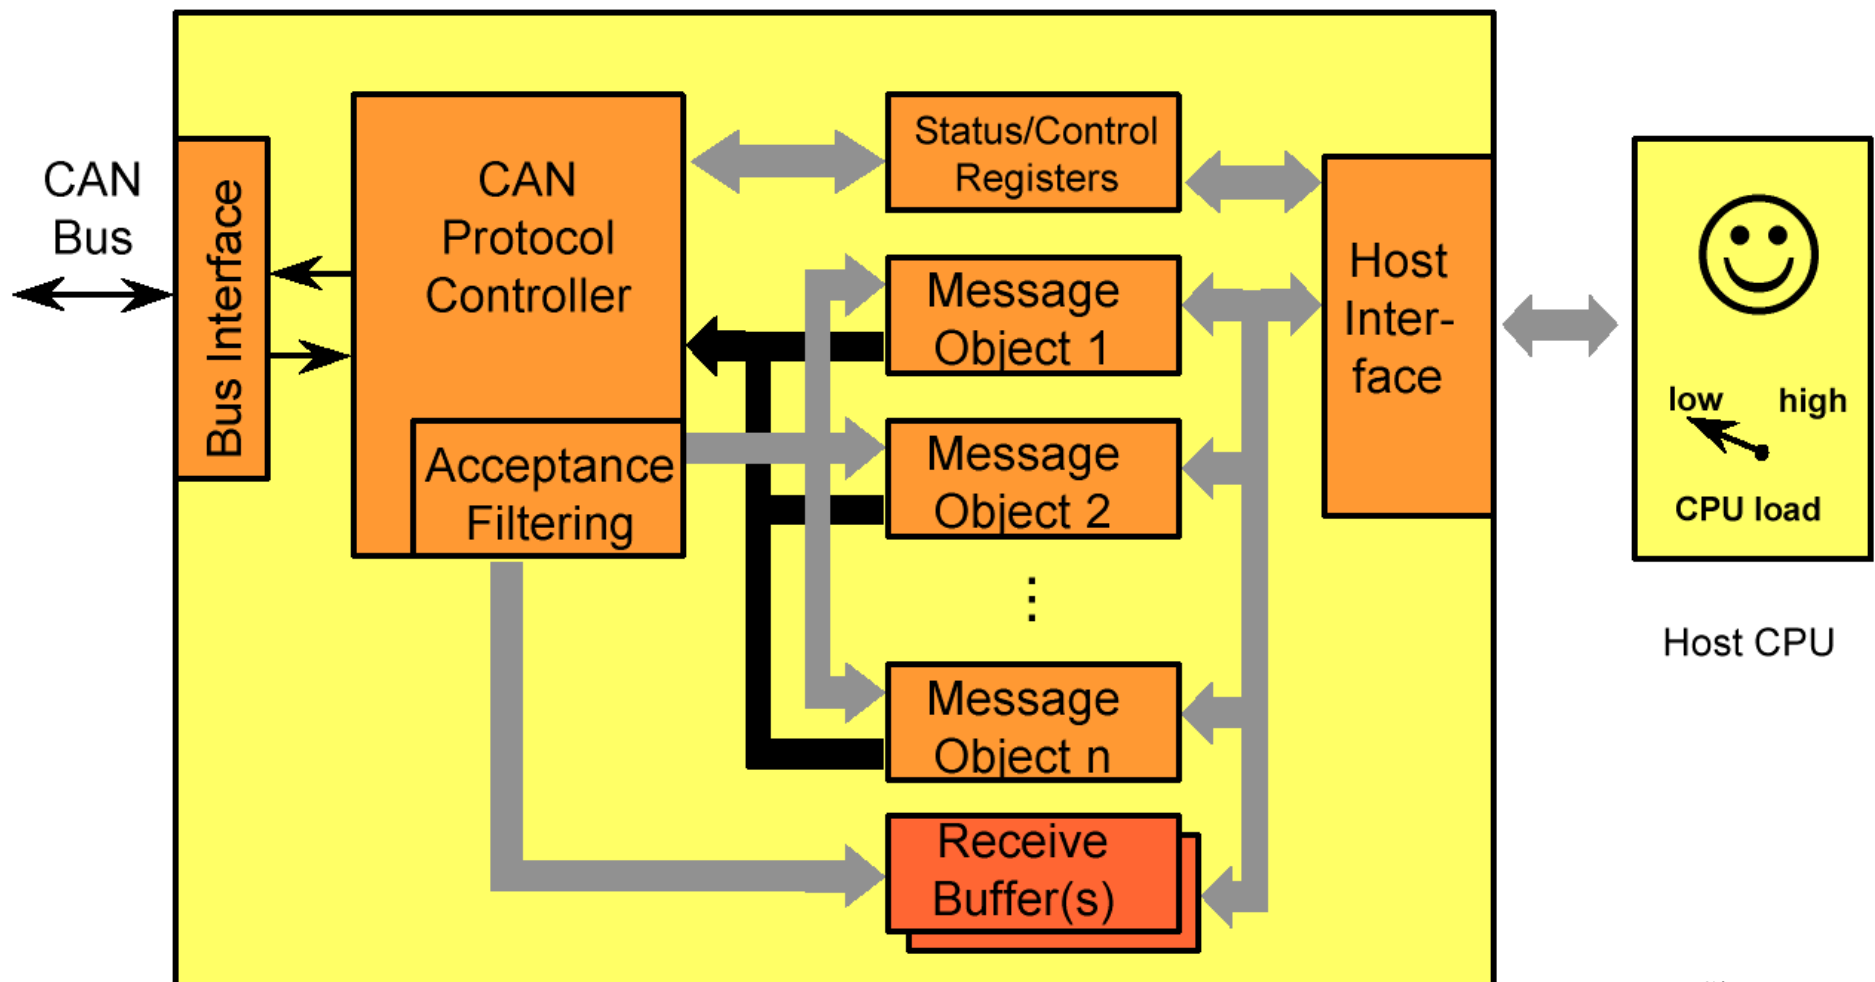 CAN
Bus
Bus Interface
CAN
Protocol
Controller
Acceptance
Filtering
Status/Control
Registers
Message
Object 1
Message
Object 2
⋮
Message
Object n
Receive
Buffer(s)
Host
Inter-
face
low high
CPU load
Host CPU